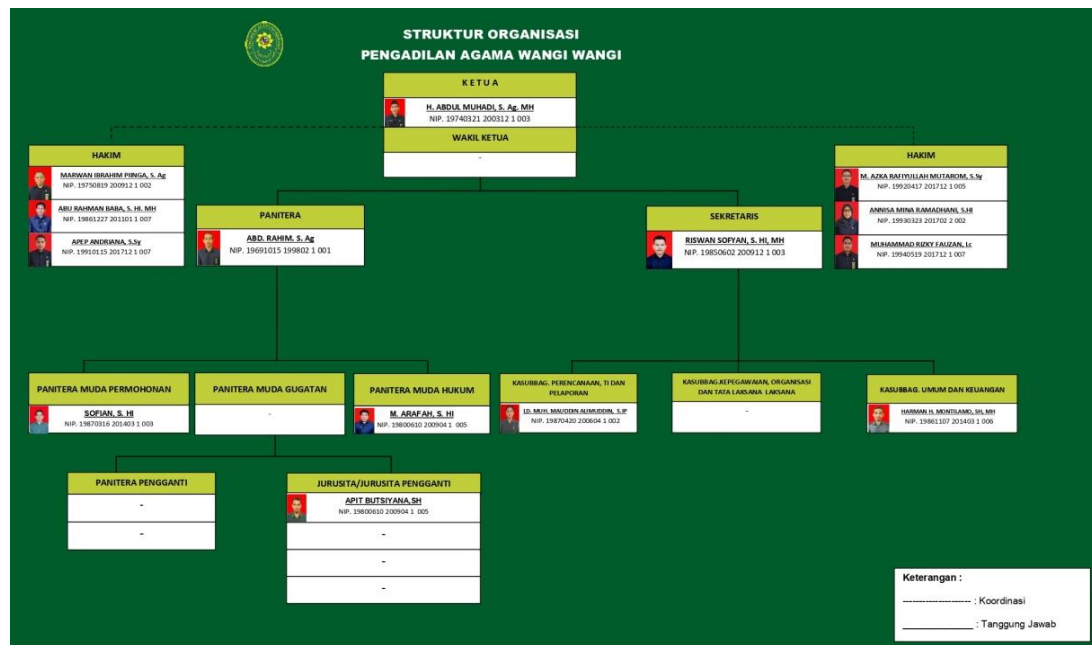 STRUKTUR ORGANISASI
PENGADILAN AGAMA WANGI WANGI
KETUA
H. ABDUL MUHADI, S. Ag, MH
NIP. 19740321 200312 1 003
WAKIL KETUA
-
HAKIM
MARWAN IBRAHIM PIINGA, S. Ag
NIP. 19750819 200912 1 002
ABU RAHMAN BABA, S. HI, MH
NIP. 19861227 201101 1 007
APEP ANDRIANA, S.Sy
NIP. 19910115 201712 1 007
HAKIM
M. AZKA RAFIYULLAH MUTAROM, S.Sy
NIP. 19920417 201712 1 005
ANNISA MINA RAMADHANI, S.HI
NIP. 19930323 201702 2 002
MUHAMMAD RIZKY FAUZAN, Lc
NIP. 19940519 201712 1 007
PANITERA
ABD. RAHIM, S. Ag
NIP. 19691015 199802 1 001
SEKRETARIS
RISWAN SOFYAN, S. HI, MH
NIP. 19850602 200912 1 003
PANITERA MUDA PERMOHONAN
SOFIAN, S. HI
NIP. 19870316 201403 1 003
PANITERA MUDA GUGATAN
-
PANITERA MUDA HUKUM
M. ARAFAH, S. HI
NIP. 19800610 200904 1 005
KASUBBAG. PERENCANAAN, TI DAN
PELAPORAN
LD. MUH. MAUDDIN ALIMUDDIN, S.IP
NIP. 19870420 200604 1 002
KASUBBAG.KEPEGAWAIAN, ORGANISASI
DAN TATA LAKSANA LAKSANA
-
KASUBBAG. UMUM DAN KEUANGAN
HARMAN H. MONTILAMO, SH, MH
NIP. 19861107 201403 1 006
PANITERA PENGGANTI
-
-
JURUSITA/JURUSITA PENGGANTI
APIT BUTSIYANA,SH
NIP. 19800610 200904 1 005
-
-
-
Keterangan :
--------------------- : Koordinasi
_______________ : Tanggung Jawab